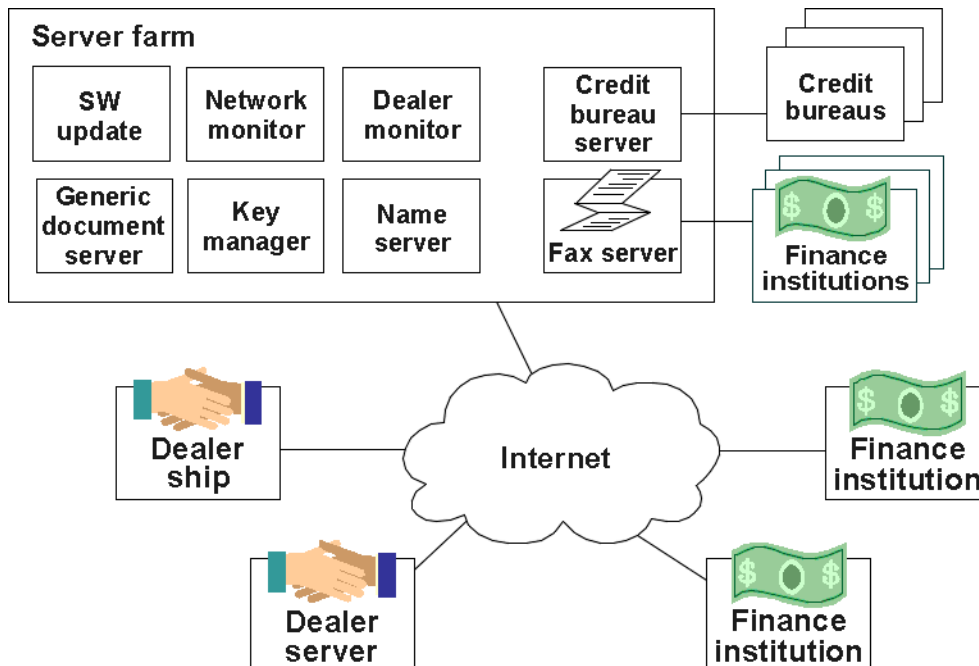 Server farm
SW
update
Network
monitor
Dealer
monitor
Credit
bureau
server
Credit
bureaus
Generic
document
server
Key
manager
Name
server
Fax server
$ $
Finance
institutions
Dealer
ship
Internet
$ $
Finance
institution
Dealer
server
$ $
Finance
institution